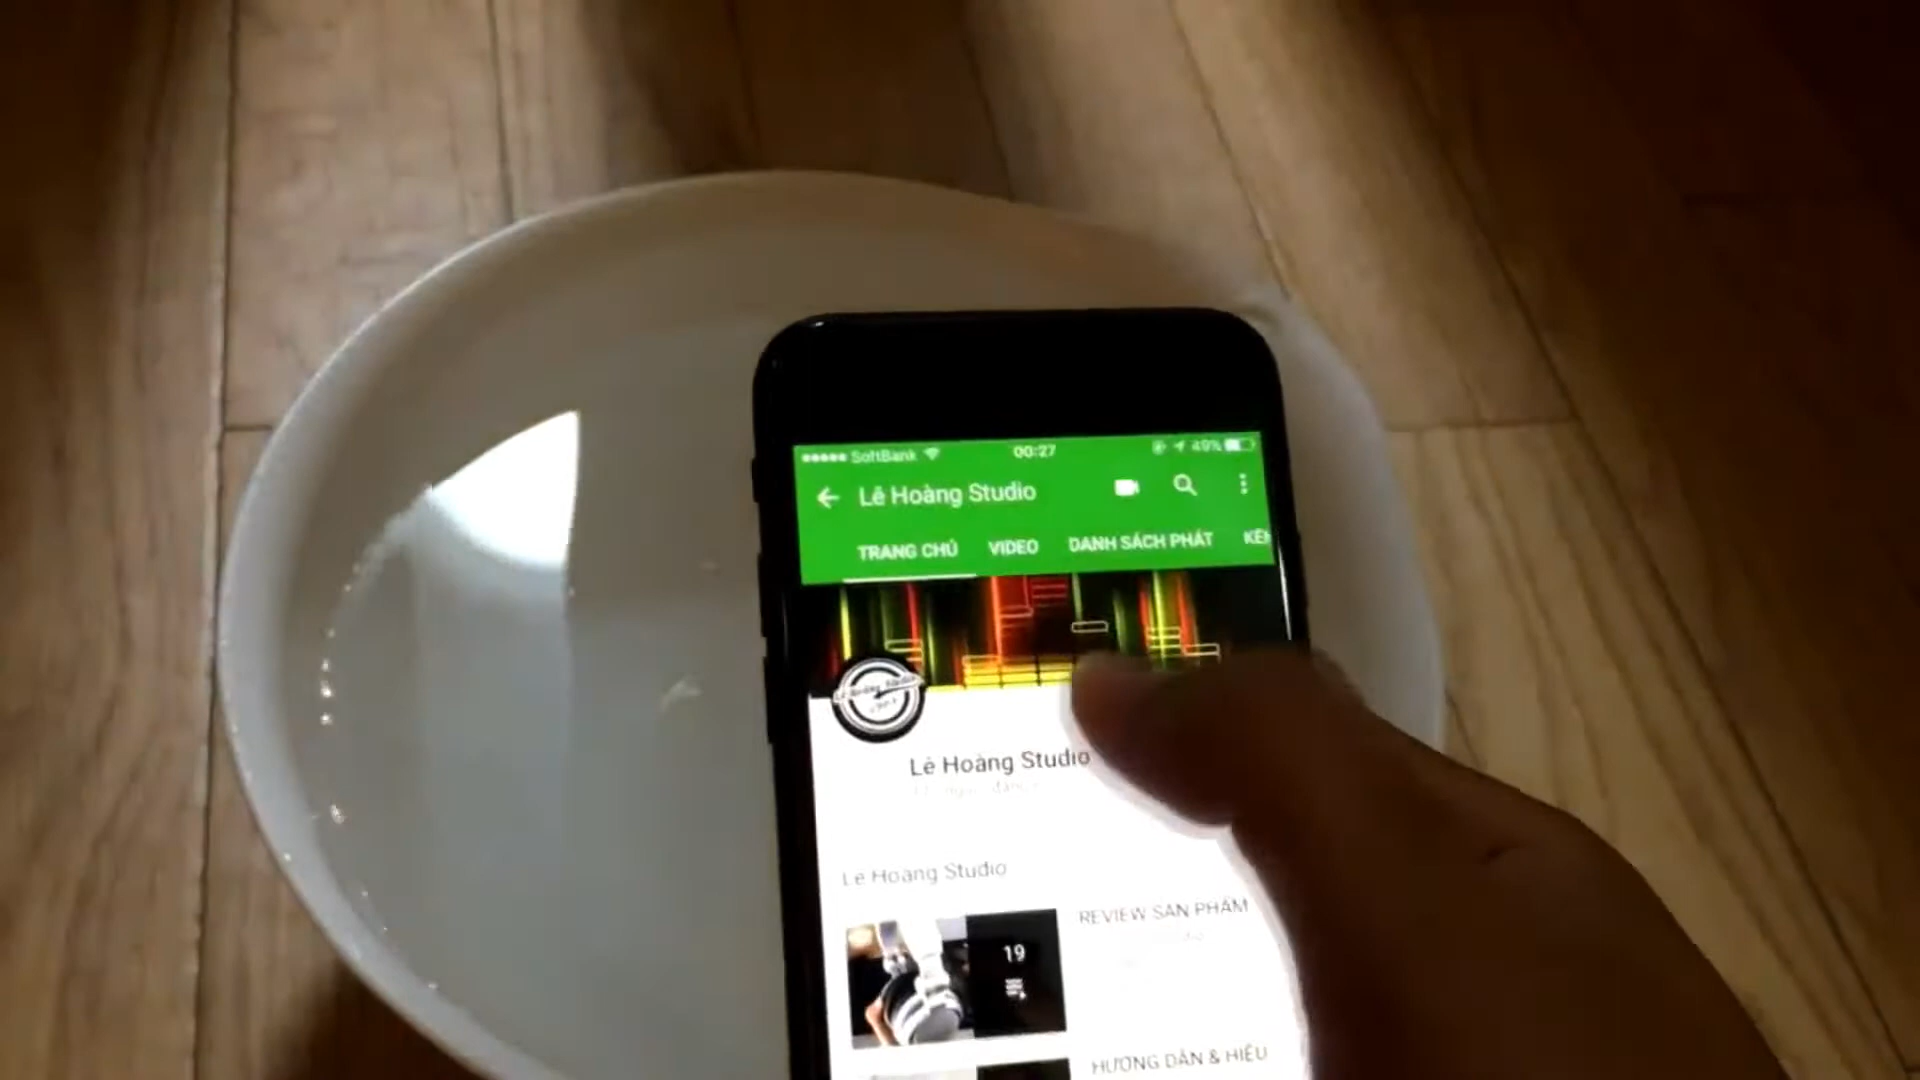 SoftBank 00:27 49%
Lê Hoàng Studio
TRANG CHỦ VIDEO DANH SÁCH PHÁT KÊN
Lê Hoàng Studio
Lê Hoàng Studio
REVIEW SẢN PHẨM
19
HƯỚNG DẪN & HIỂU